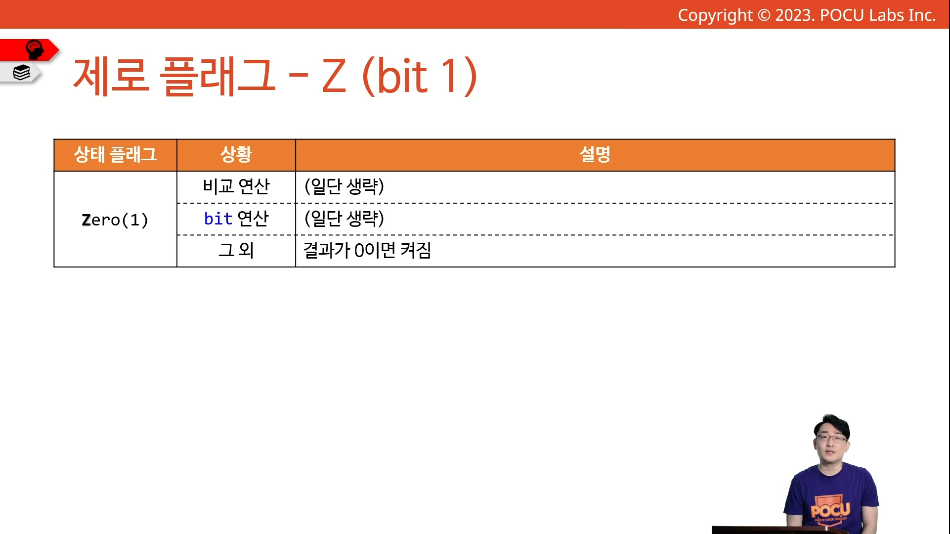 Copyright © 2023. POCU Labs Inc.
제로 플래그 - Z (bit 1)
상태 플래그 상황 설명
Zero(1)
비교 연산 (일단 생략)
bit 연산 (일단 생략)
그 외 결과가 0이면 켜짐
POCU